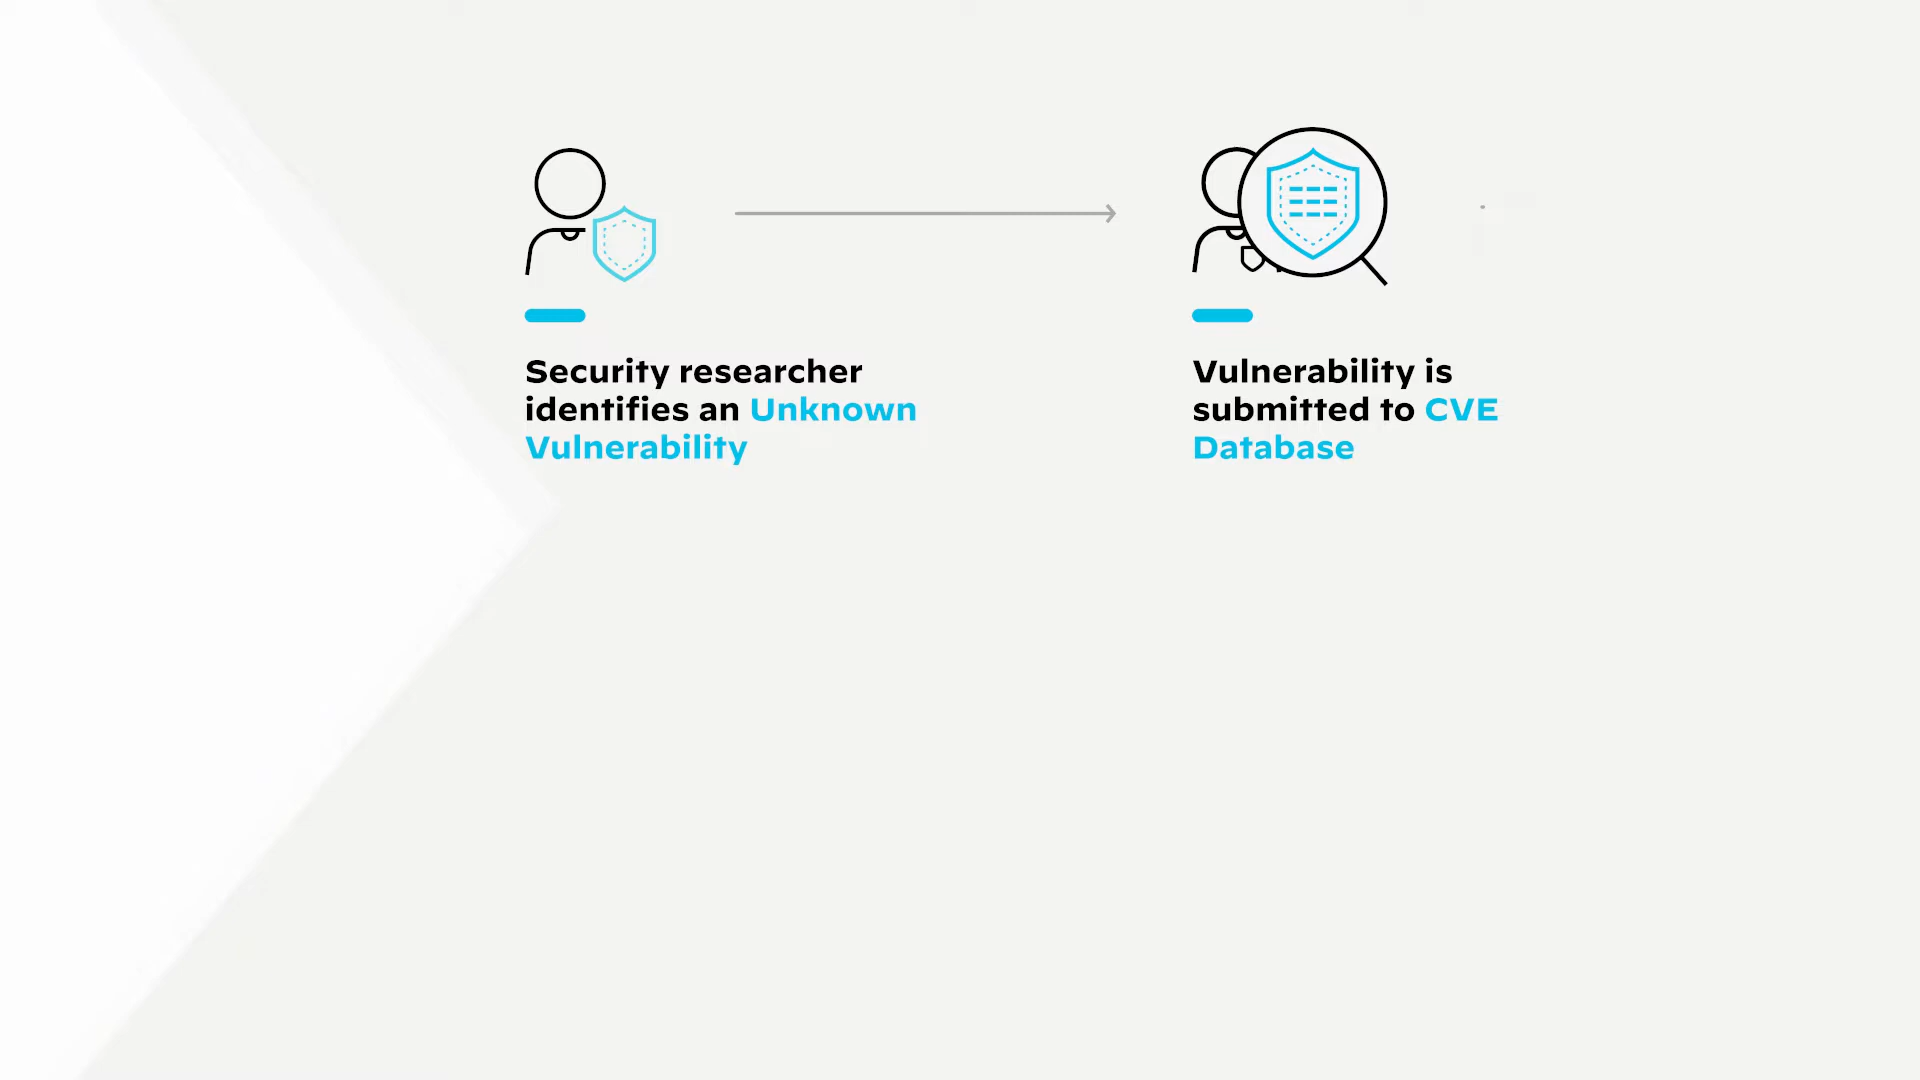 Security researcher
identifies an Unknown
Vulnerability
Vulnerability is
submitted to CVE
Database